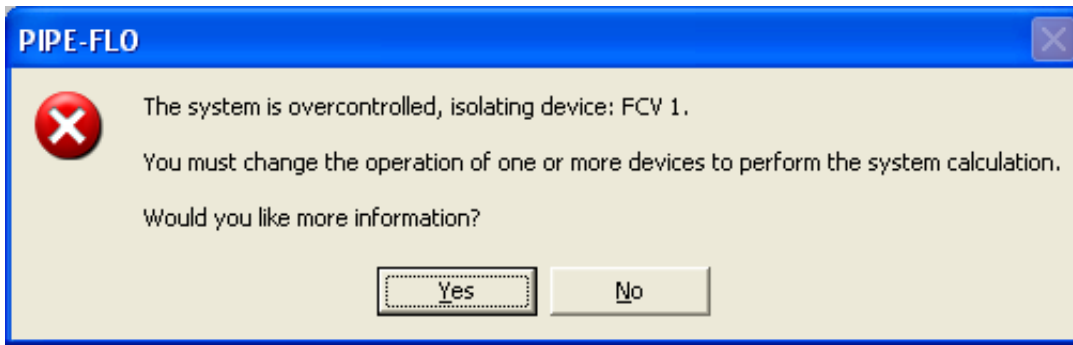 PIPE-FLO
The system is overcontrolled, isolating device: FCV 1.
You must change the operation of one or more devices to perform the system calculation.
Would you like more information?
Yes No